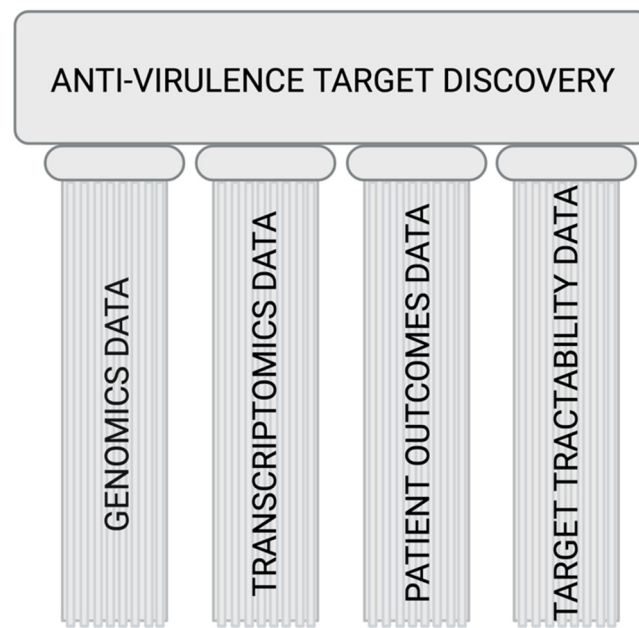 ANTI-VIRULENCE TARGET DISCOVERY
GENOMICS DATA
TRANSCRIPTOMICS DATA
PATIENT OUTCOMES DATA
TARGET TRACTABILITY DATA